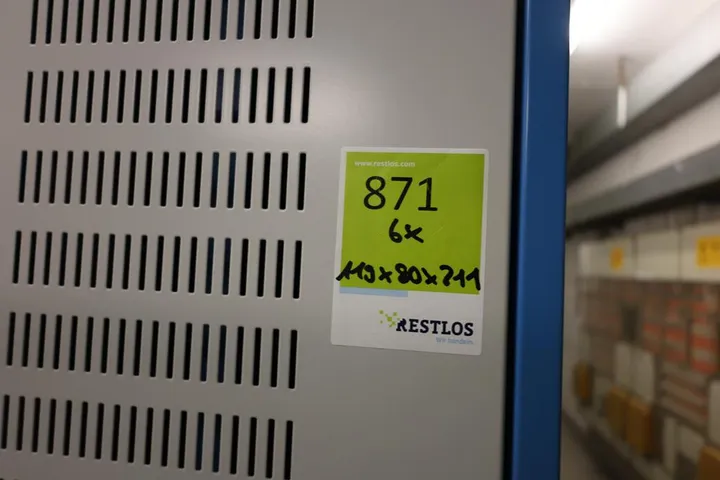 www.restlos.com
871
6x
119x80x211
RESTLOS
wir handeln.